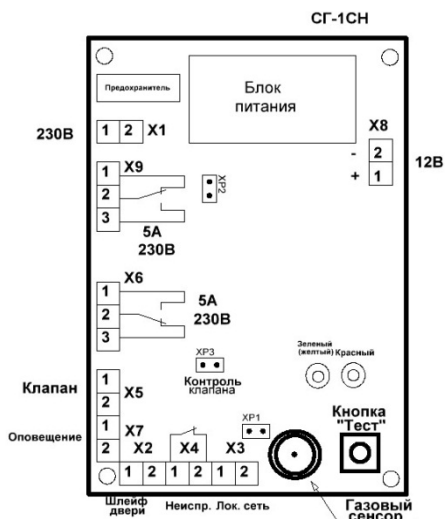 СГ-1СН
Предохранитель
Блок
питания
230В
1 2 X1
X8
- 2
+ 1
12В
1 X9
2
3
XP2
5А
230В
1 X6
2
3
5А
230В
XP3
Контроль
клапана
Зеленый
(желтый) Красный
Клапан
1
2
X5
Кнопка
"Тест"
Оповещение
1
2
X7
XP1
X2 X4 X3
1 2 1 2 1 2
Шлейф
двери
Неиспр. Лок. сеть
Газовый
сенсор